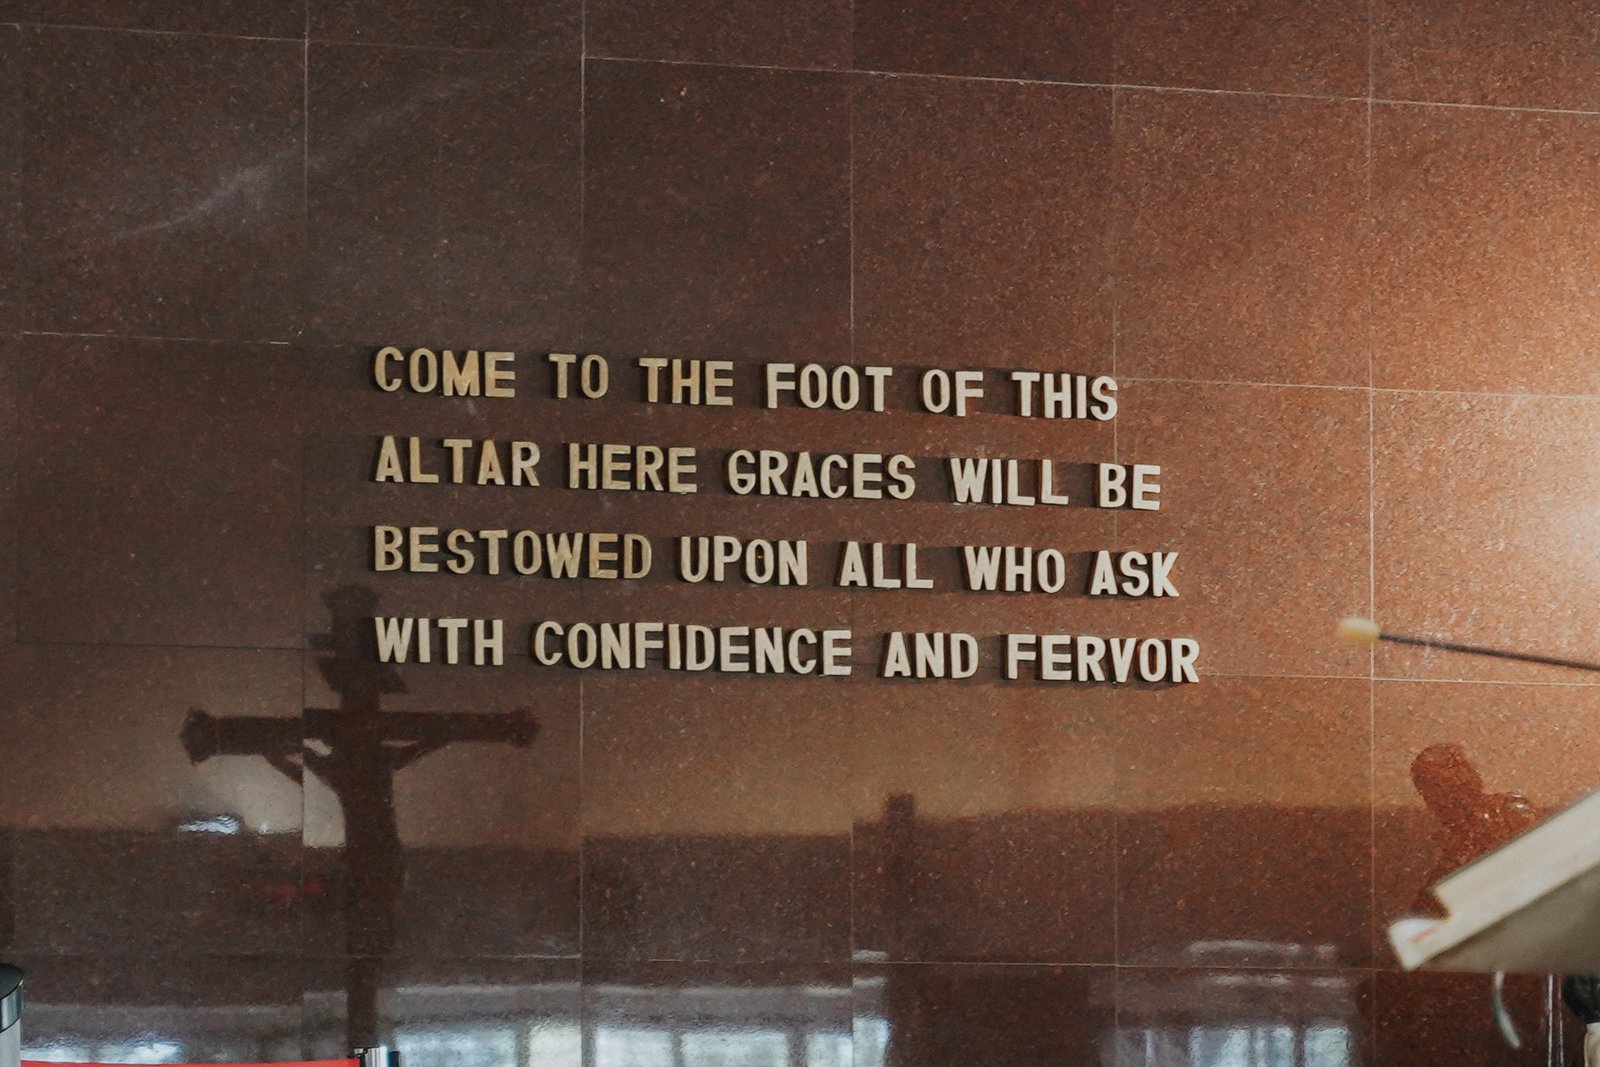 COME TO THE FOOT OF THIS
ALTAR HERE GRACES WILL BE
BESTOWED UPON ALL WHO ASK
WITH CONFIDENCE AND FERVOR